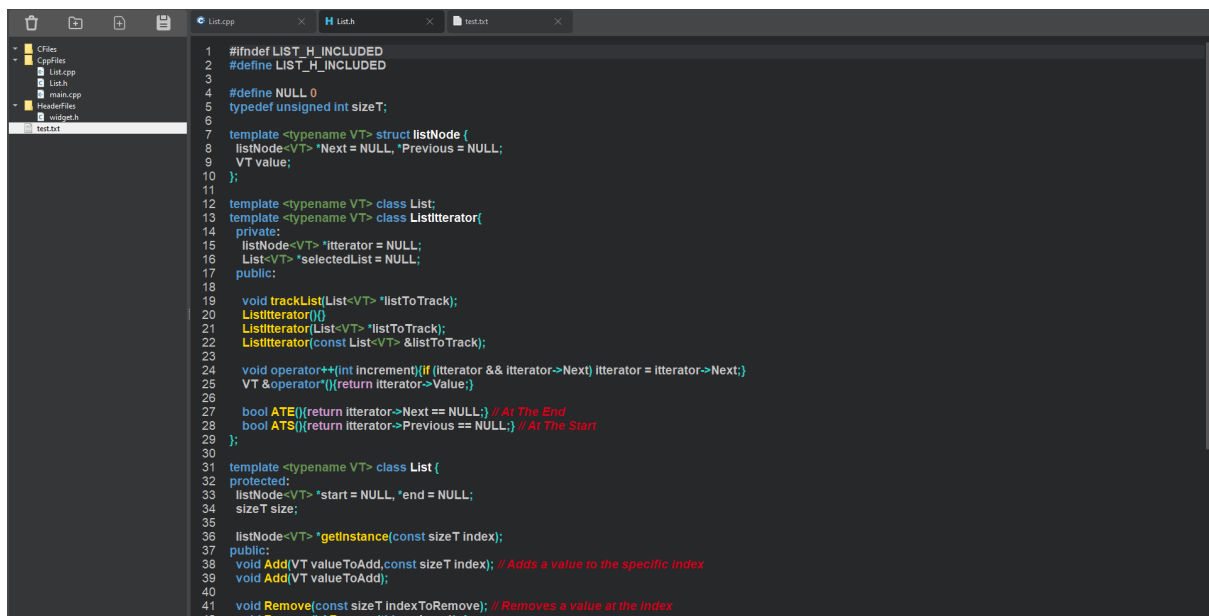 List.cpp
List.h
test.txt
CFiles
CppFiles
List.cpp
List.h
main.cpp
HeaderFiles
widget.h
test.txt
1 #ifndef LIST_H_INCLUDED
2 #define LIST_H_INCLUDED
3
4 #define NULL 0
5 typedef unsigned int sizeT;
6
7 template <typename VT> struct listNode {
8 listNode<VT> *Next = NULL, *Previous = NULL;
9 VT value;
10 };
11
12 template <typename VT> class List;
13 template <typename VT> class ListItterator{
14 private:
15 listNode<VT> *itterator = NULL;
16 List<VT> *selectedList = NULL;
17 public:
18
19 void trackList(List<VT> *listToTrack);
20 ListItterator(){}
21 ListItterator(List<VT> *listToTrack);
22 ListItterator(const List<VT> &listToTrack);
23
24 void operator++(int increment){if (itterator && itterator->Next) itterator = itterator->Next;}
25 VT &operator*(){return itterator->Value;}
26
27 bool ATE(){return itterator->Next == NULL;} // At The End
28 bool ATS(){return itterator->Previous == NULL;} // At The Start
29 };
30
31 template <typename VT> class List {
32 protected:
33 listNode<VT> *start = NULL, *end = NULL;
34 sizeT size;
35
36 listNode<VT> *getInstance(const sizeT index);
37 public:
38 void Add(VT valueToAdd,const sizeT index); // Adds a value to the specific index
39 void Add(VT valueToAdd);
40
41 void Remove(const sizeT indexToRemove); // Removes a value at the index